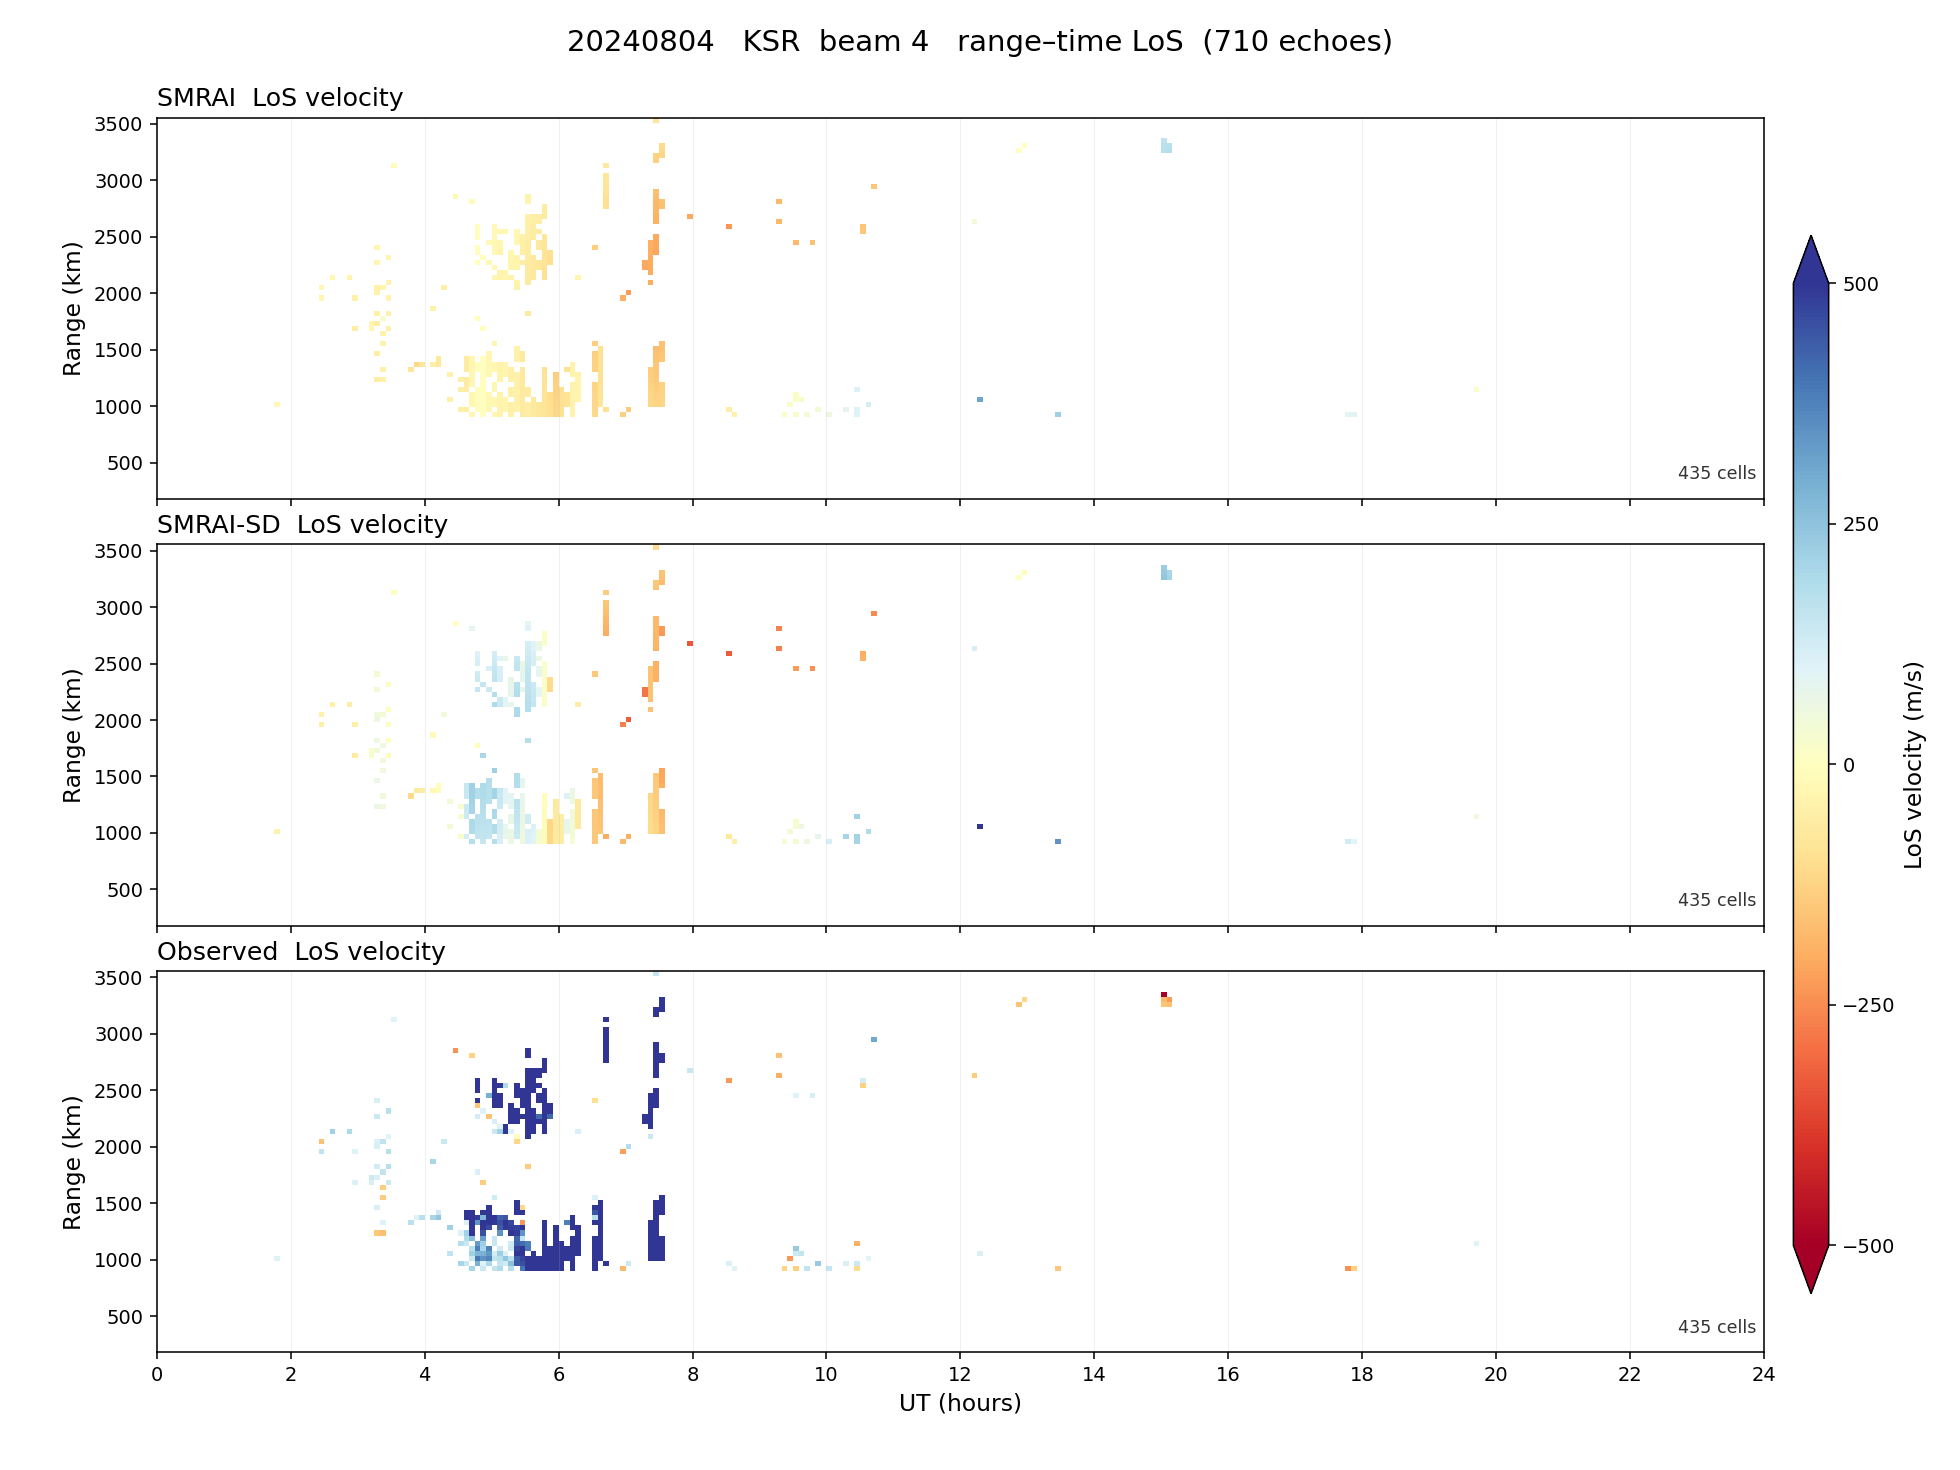 20240804 KSR beam 4 range–time LoS (710 echoes)
SMRAI LoS velocity
3500
3000
2500
2000
1500
1000
500
Range (km)
435 cells
SMRAI-SD LoS velocity
3500
3000
2500
2000
1500
1000
500
Range (km)
435 cells
Observed LoS velocity
3500
3000
2500
2000
1500
1000
500
Range (km)
435 cells
0 2 4 6 8 10 12 14 16 18 20 22 24
UT (hours)
500
250
0
−250
−500
LoS velocity (m/s)